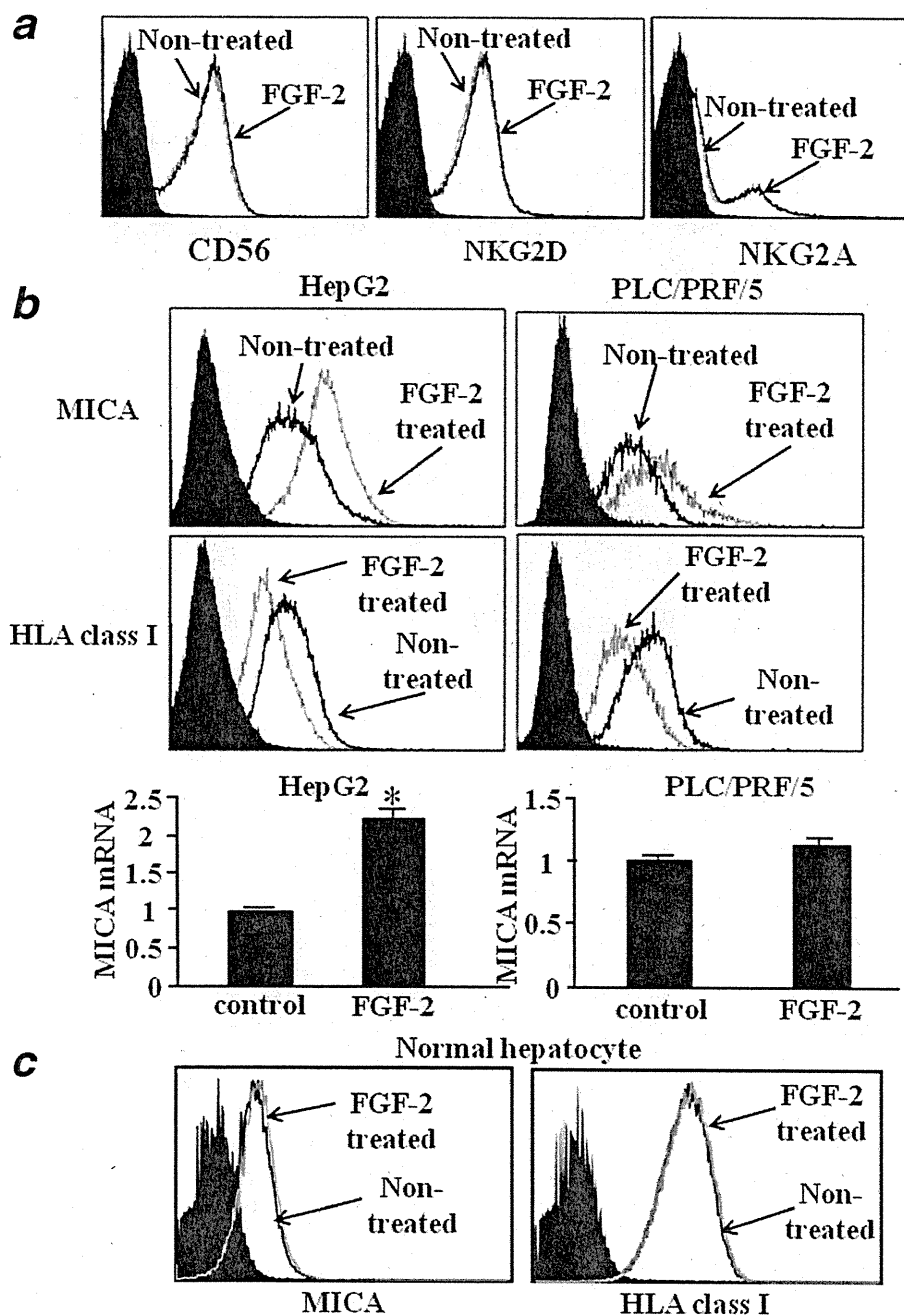 a
Non-treated
FGF-2
Non-treated
FGF-2
Non-treated
FGF-2
CD56
NKG2D
NKG2A
b
HepG2
PLC/PRF/5
MICA
Non-treated
FGF-2
treated
Non-treated
FGF-2
treated
HLA class I
FGF-2
treated
Non-
treated
FGF-2
treated
Non-
treated
HepG2
PLC/PRF/5
MICA mRNA
2.5
2
1.5
1
0.5
0
*
control
FGF-2
MICA mRNA
1.5
1
0.5
0
control
FGF-2
c
Normal hepatocyte
FGF-2
treated
Non-
treated
FGF-2
treated
Non-
treated
MICA
HLA class I